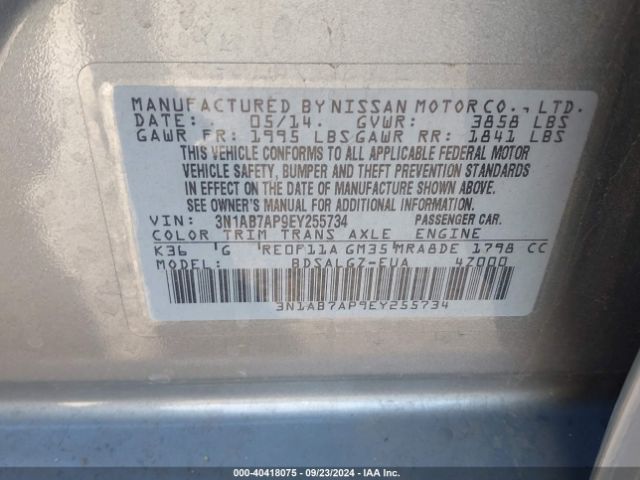 MANUFACTURED BY NISSAN MOTOR CO., LTD.
DATE: 05/14. GVWR: 3858 LBS
GAWR FR: 1995 LBS GAWR RR: 1841 LBS
THIS VEHICLE CONFORMS TO ALL APPLICABLE FEDERAL MOTOR
VEHICLE SAFETY, BUMPER AND THEFT PREVENTION STANDARDS
IN EFFECT ON THE DATE OF MANUFACTURE SHOWN ABOVE.
SEE OWNER'S MANUAL FOR ADDITIONAL INFORMATION.
VIN: 3N1AB7AP9EY255734 PASSENGER CAR.
COLOR TRIM TRANS AXLE ENGINE
K36 G RE0F11A GM35 MRA8DE 1798 CC
MODEL: BDSALGZ-EUA 4Z000
3N1AB7AP9EY255734
000-40418075 - 09/23/2024 - IAA Inc.